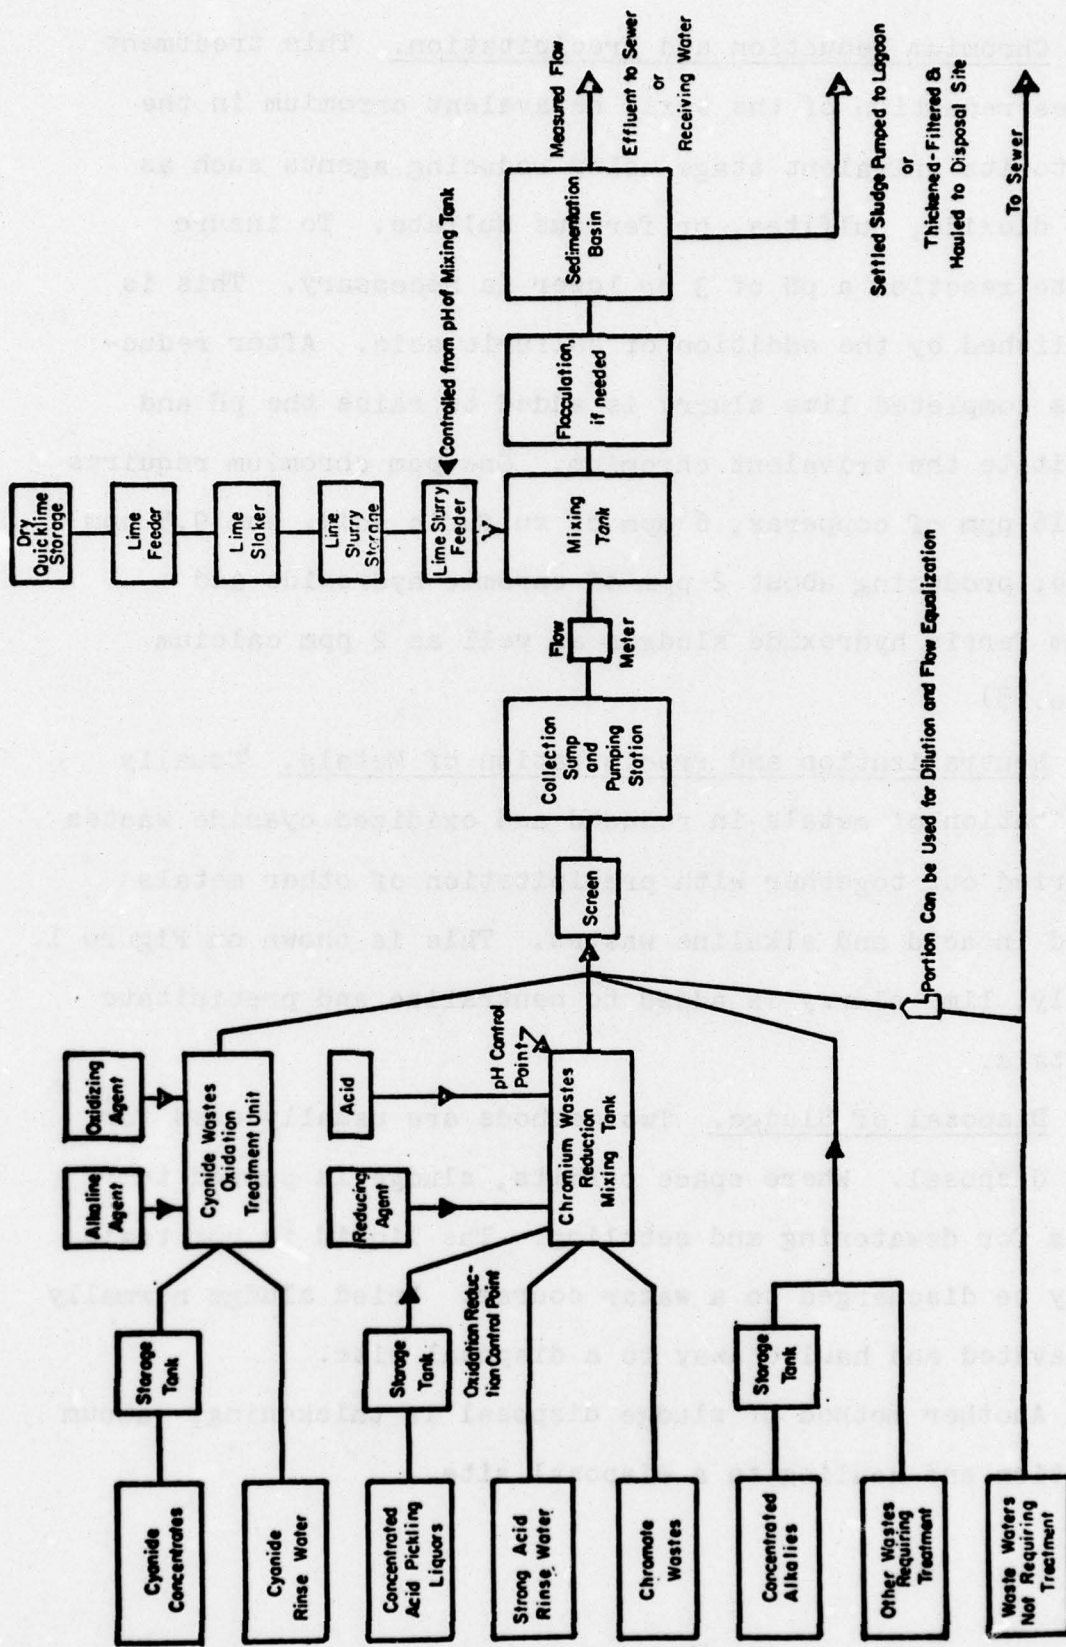 Cyanide
Concentrates
Cyanide
Rinse Water
Concentrated
Acid Pickling
Liquors
Strong Acid
Rinse Water
Chromate
Wastes
Concentrated
Alkalies
Other Wastes
Requiring
Treatment
Waste Waters
Not Requiring
Treatment
Storage
Tank
Storage
Tank
Oxidation Reduc-
tion Control Point
Storage
Tank
Alkaline
Agent
Oxidizing
Agent
Cyanide Wastes
Oxidation
Treatment Unit
Reducing
Agent
Acid
pH Control
Point
Chromium Wastes
Reduction
Mixing
Tank
Portion Can be Used for Dilution and Flow Equalization
Screen
Collection
Sump
and
Pumping
Station
Flow
Meter
Dry
Quicklime
Storage
Lime
Feeder
Lime
Slaker
Lime
Slurry
Storage
Lime Slurry
Feeder
Controlled from pH of Mixing Tank
Mixing
Tank
Flocculation
if needed
Sedimentation
Basin
Measured Flow
Effluent to Sewer
or
Receiving Water
Settled Sludge Pumped to Lagoon
or
Thickened-Filtered &
Hauled to Disposal Site
To Sewer